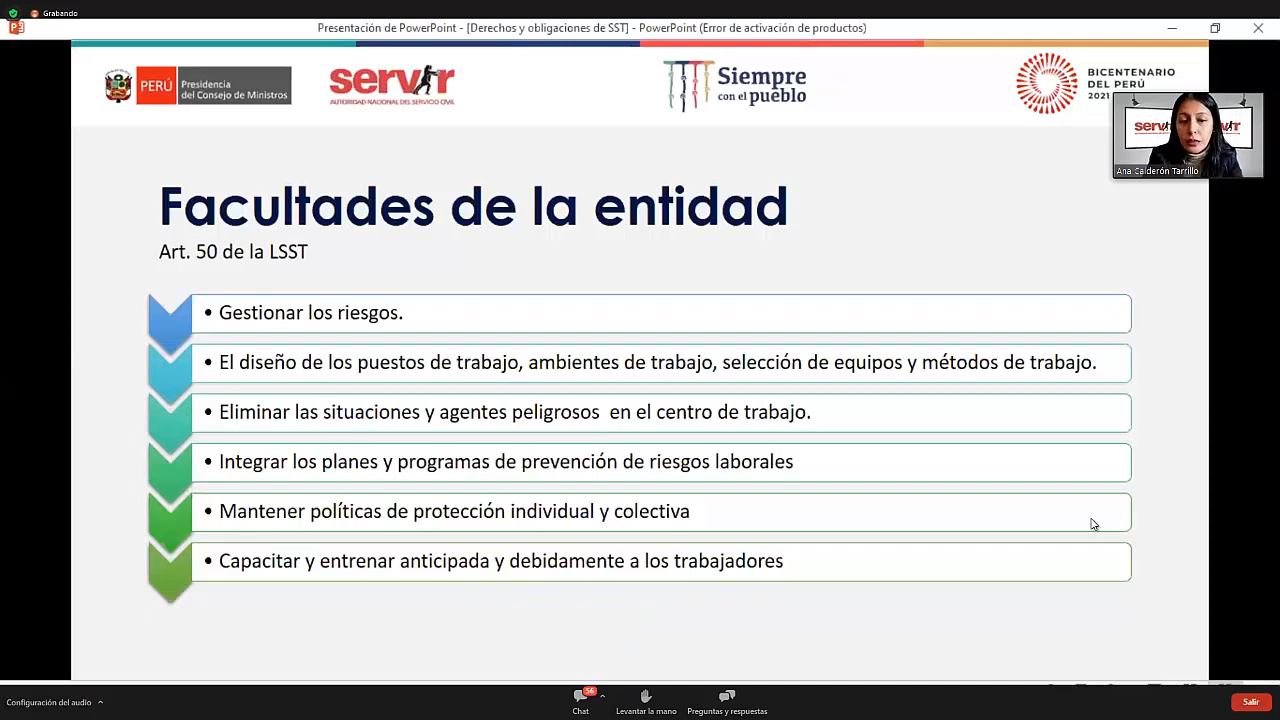 Grabando
Presentación de PowerPoint - [Derechos y obligaciones de SST] - PowerPoint (Error de activación de productos)
PERÚ
Presidencia
del Consejo de Ministros
servir
AUTORIDAD NACIONAL DEL SERVICIO CIVIL
Siempre
con el pueblo
BICENTENARIO
DEL PERÚ
2021
Ana Calderón Tarrillo
Facultades de la entidad
Art. 50 de la LSST
• Gestionar los riesgos.
• El diseño de los puestos de trabajo, ambientes de trabajo, selección de equipos y métodos de trabajo.
• Eliminar las situaciones y agentes peligrosos en el centro de trabajo.
• Integrar los planes y programas de prevención de riesgos laborales
• Mantener políticas de protección individual y colectiva
• Capacitar y entrenar anticipada y debidamente a los trabajadores
Configuración del audio
56
Chat
Levantar la mano
Preguntas y respuestas
Salir